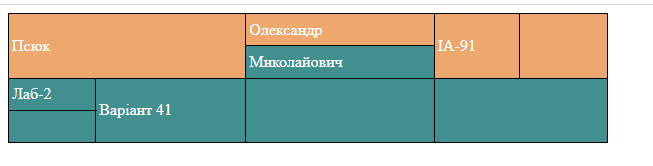 Псюк
Олександр
Миколайович
ІА-91
Лаб-2
Варіант 41